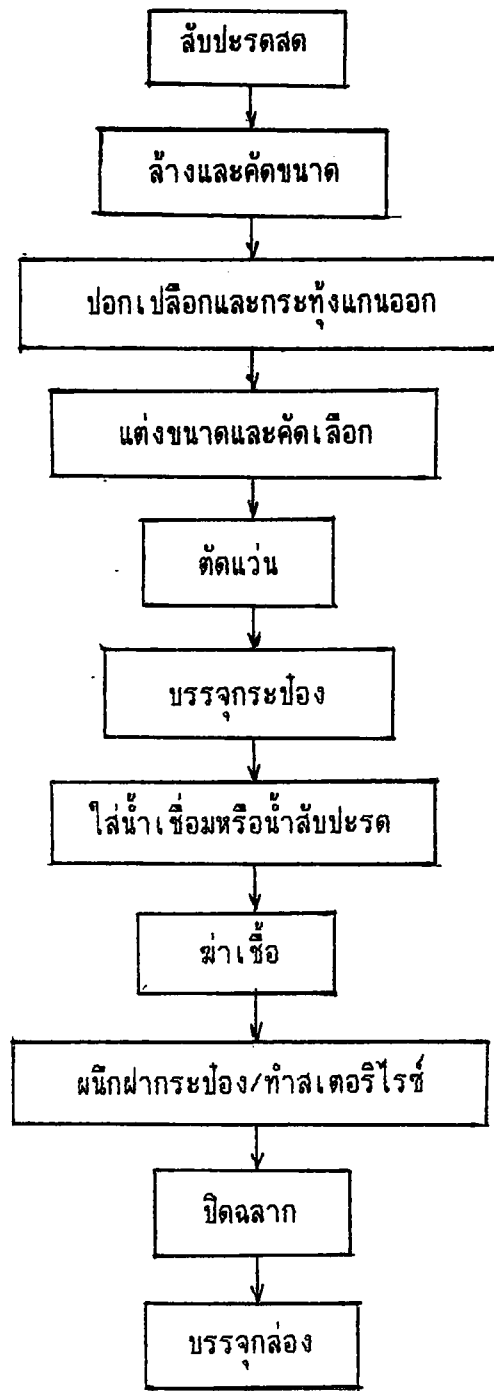 สับปะรดสด
ล้างและคัดขนาด
ปอกเปลือกและกระทุ้งแกนออก
แต่งขนาดและคัดเลือก
ตัดแว่น
บรรจุกระป๋อง
ใส่น้ำเชื่อมหรือน้ำสับปะรด
ฆ่าเชื้อ
ผนึกฝากระป๋อง/ทำสเตอริไรซ์
ปิดฉลาก
บรรจุกล่อง